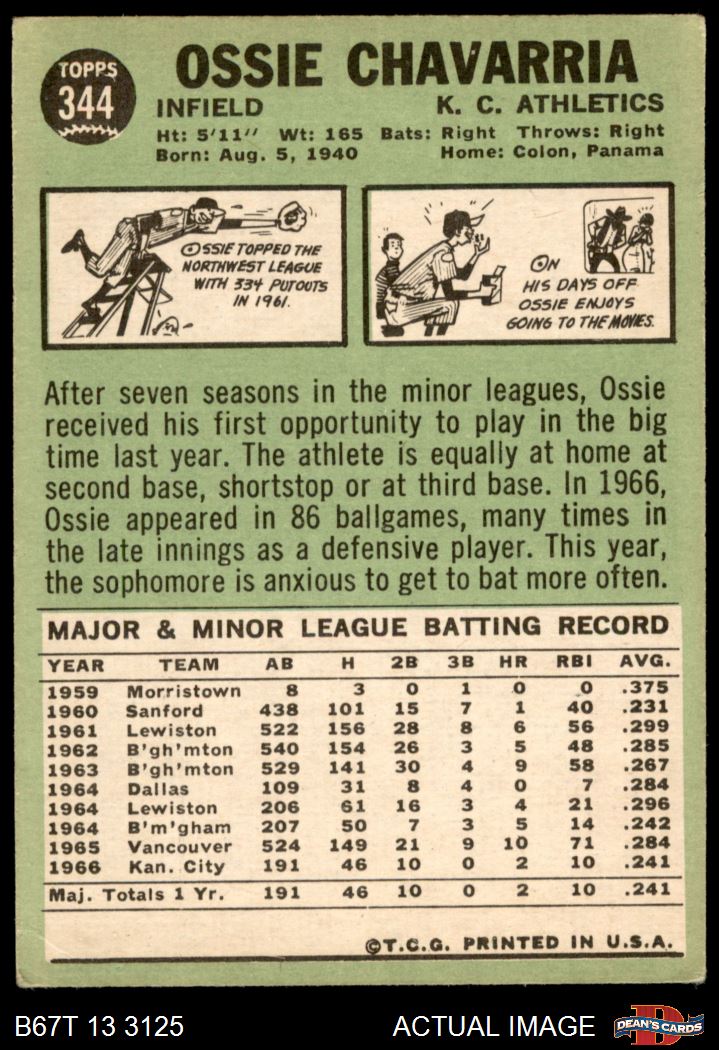 TOPPS
344
OSSIE CHAVARRIA
INFIELD K. C. ATHLETICS
Ht: 5'11" Wt: 165 Bats: Right Throws: Right
Born: Aug. 5, 1940 Home: Colon, Panama
OSSIE TOPPED THE
NORTHWEST LEAGUE
WITH 334 PUTOUTS
IN 1961.
ON
HIS DAYS OFF
OSSIE ENJOYS
GOING TO THE MOVIES.
After seven seasons in the minor leagues, Ossie
received his first opportunity to play in the big
time last year. The athlete is equally at home at
second base, shortstop or at third base. In 1966,
Ossie appeared in 86 ballgames, many times in
the late innings as a defensive player. This year,
the sophomore is anxious to get to bat more often.
MAJOR & MINOR LEAGUE BATTING RECORD
YEAR TEAM AB H 2B 3B HR RBI AVG.
1959 Morristown 8 3 0 1 0 0 .375
1960 Sanford 438 101 15 7 1 40 .231
1961 Lewiston 522 156 28 8 6 56 .299
1962 B'gh'mton 540 154 26 3 5 48 .285
1963 B'gh'mton 529 141 30 4 9 58 .267
1964 Dallas 109 31 8 4 0 7 .284
1964 Lewiston 206 61 16 3 4 21 .296
1964 B'm'gham 207 50 7 3 5 14 .242
1965 Vancouver 524 149 21 9 10 71 .284
1966 Kan. City 191 46 10 0 2 10 .241
Maj. Totals 1 Yr. 191 46 10 0 2 10 .241
©T.C.G. PRINTED IN U.S.A.
B67T 13 3125 ACTUAL IMAGE
D
DEAN'S CARDS